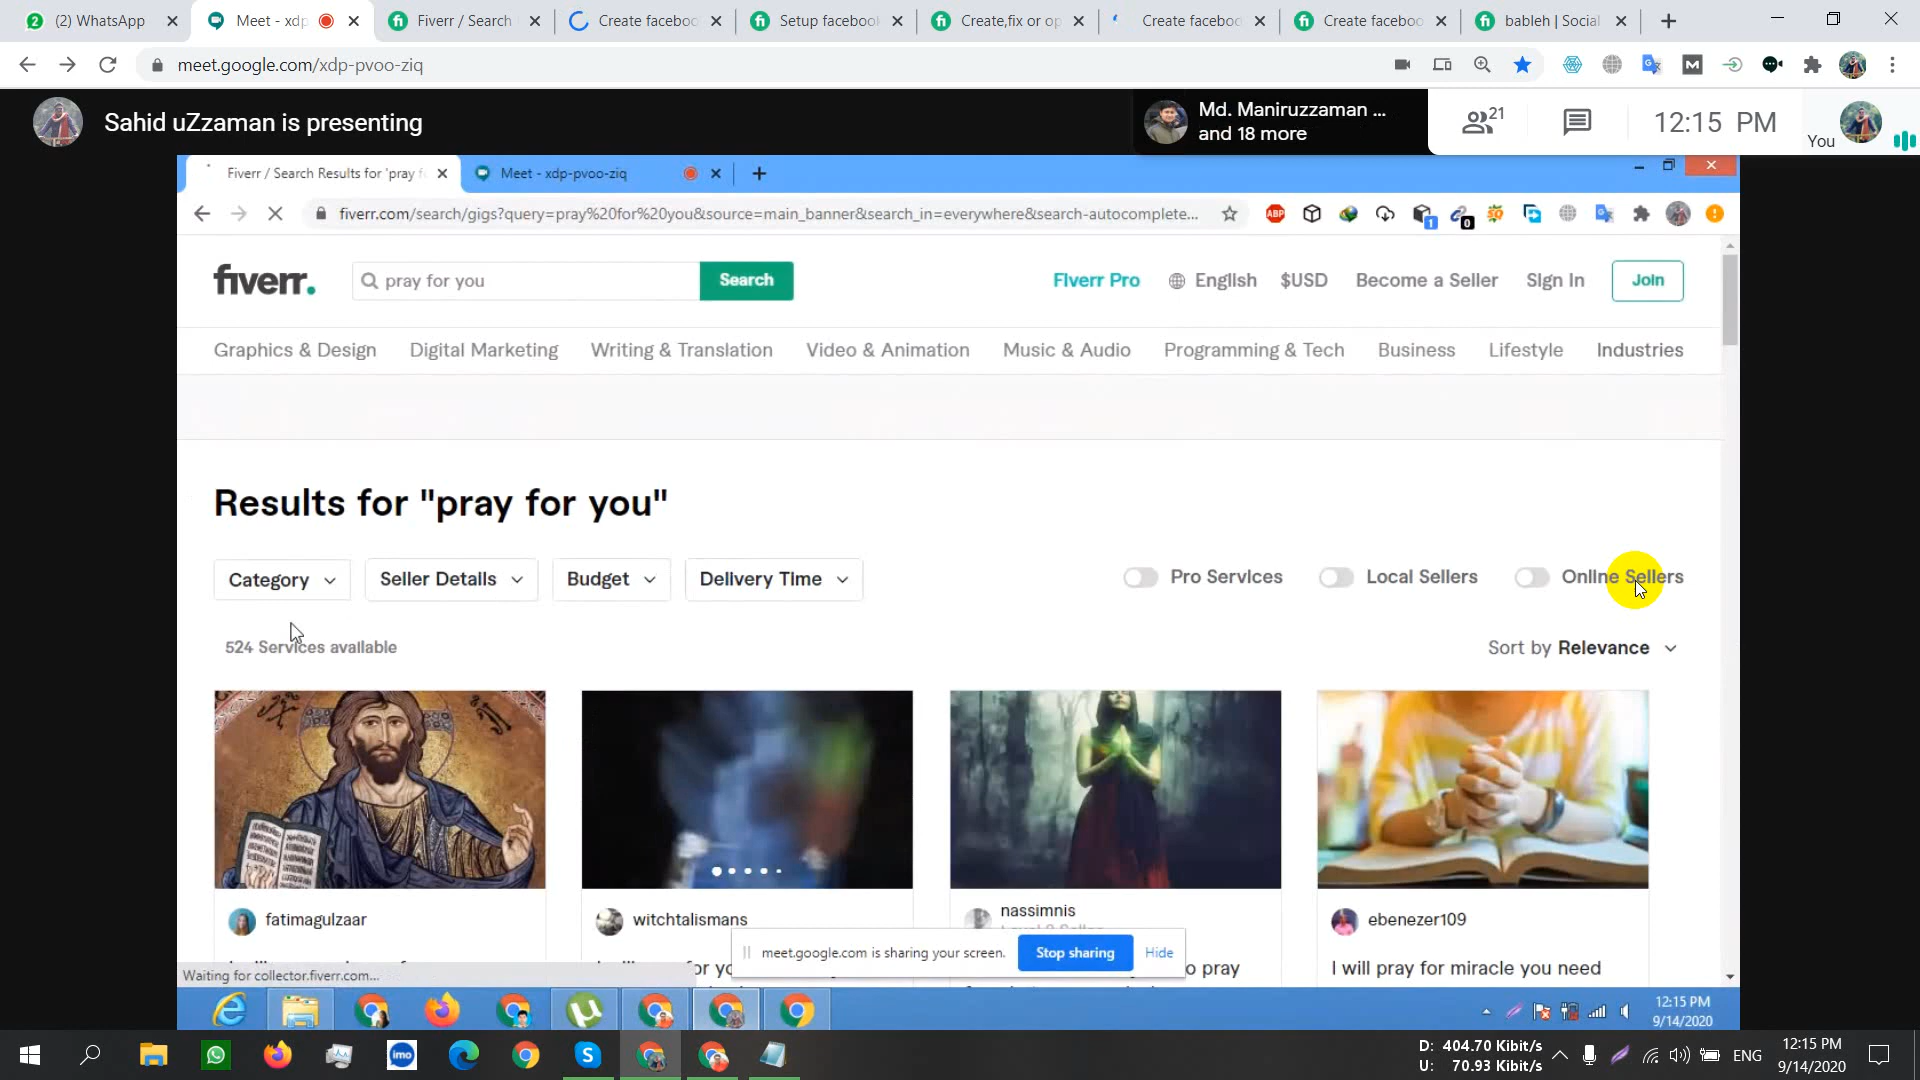 (2) WhatsApp
Meet - xdp
Fiverr / Search
Create faceboo
Setup facebook
Create,fix or op
Create faceboo
Create faceboo
bableh | Social
meet.google.com/xdp-pvoo-ziq
Sahid uZzaman is presenting
Md. Maniruzzaman ...
and 18 more
21
12:15 PM
You
Fiverr / Search Results for 'pray f
Meet - xdp-pvoo-ziq
fiverr.com/search/gigs?query=pray%20for%20you&source=main_banner&search_in=everywhere&search-autocomplete...
ABP
1
0
fiverr.
pray for you
Search
Fiverr Pro
English
$USD
Become a Seller
Sign In
Join
Graphics & Design
Digital Marketing
Writing & Translation
Video & Animation
Music & Audio
Programming & Tech
Business
Lifestyle
Industries
Results for "pray for you"
Category
Seller Details
Budget
Delivery Time
Pro Services
Local Sellers
Online Sellers
524 Services available
Sort by Relevance
fatimagulzaar
witchtalismans
nassimnis
ebenezer109
meet.google.com is sharing your screen.
Stop sharing
Hide
o pray
I will pray for miracle you need
Waiting for collector.fiverr.com...
12:15 PM
9/14/2020
imo
D: 404.70 Kibit/s
U: 70.93 Kibit/s
ENG
12:15 PM
9/14/2020